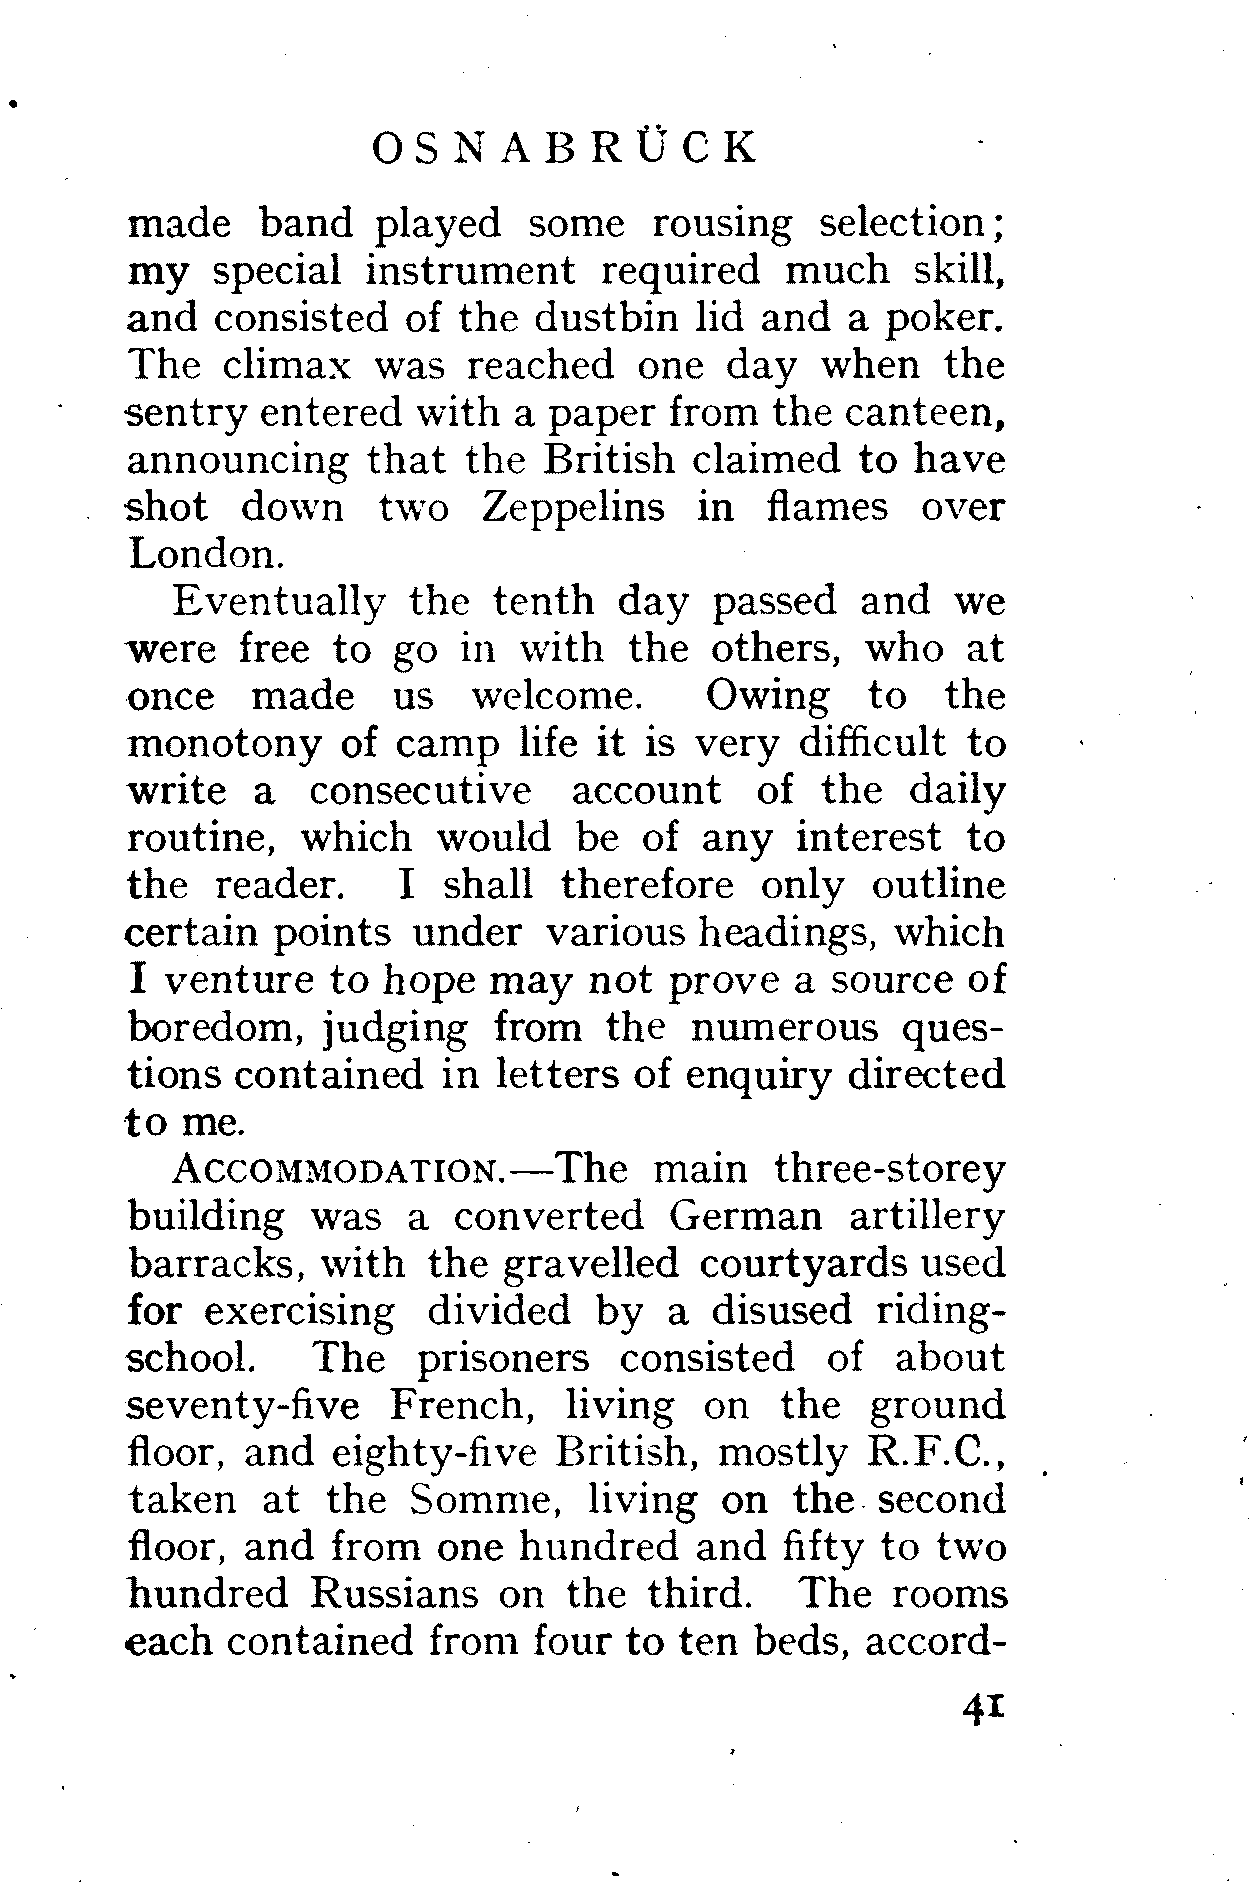 OSNABRÜCK
made band played some rousing selection;
my special instrument required much skill,
and consisted of the dustbin lid and a poker.
The climax was reached one day when the
sentry entered with a paper from the canteen,
announcing that the British claimed to have
shot down two Zeppelins in flames over
London.
Eventually the tenth day passed and we
were free to go in with the others, who at
once made us welcome. Owing to the
monotony of camp life it is very difficult to
write a consecutive account of the daily
routine, which would be of any interest to
the reader. I shall therefore only outline
certain points under various headings, which
I venture to hope may not prove a source of
boredom, judging from the numerous ques-
tions contained in letters of enquiry directed
to me.
ACCOMMODATION.—The main three-storey
building was a converted German artillery
barracks, with the gravelled courtyards used
for exercising divided by a disused riding-
school. The prisoners consisted of about
seventy-five French, living on the ground
floor, and eighty-five British, mostly R.F.C.,
taken at the Somme, living on the second
floor, and from one hundred and fifty to two
hundred Russians on the third. The rooms
each contained from four to ten beds, accord-
41